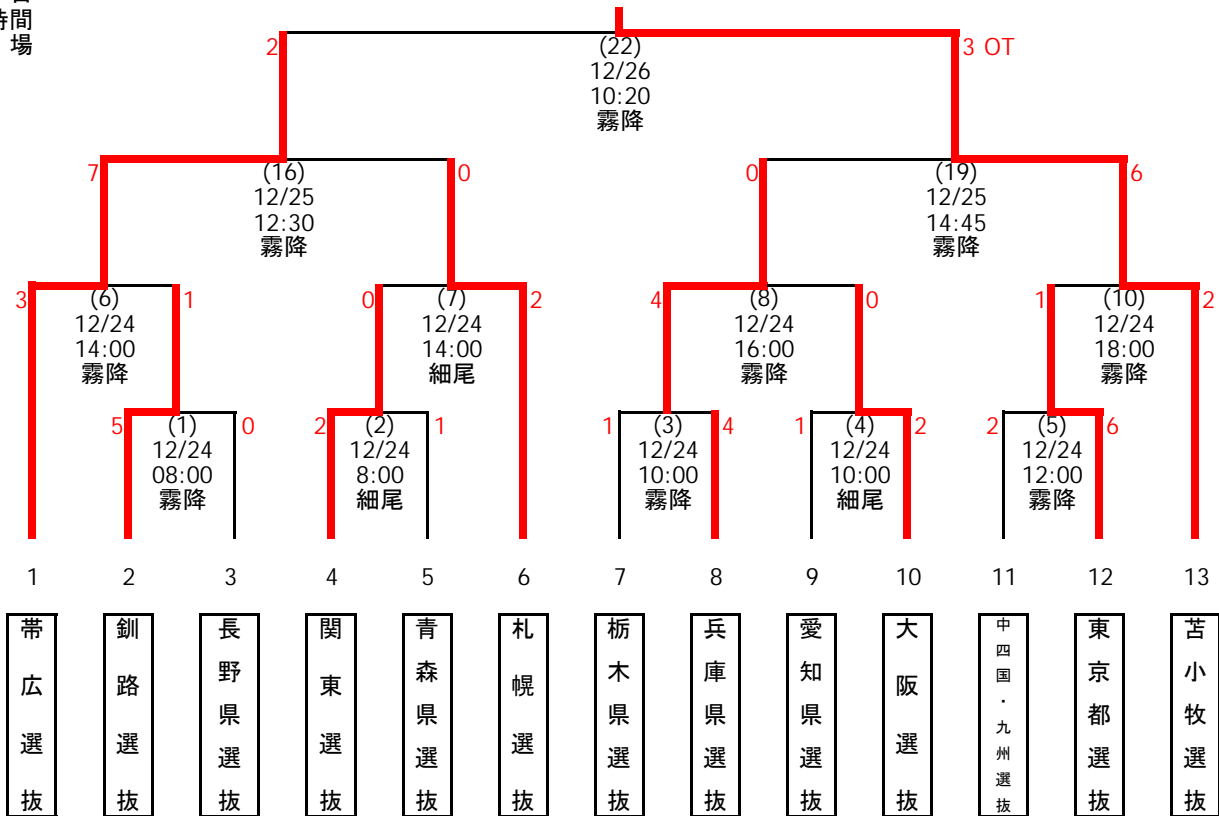 時間
場
2
3 OT
(22)
12/26
10:20
霧降
7
0
0
6
(16)
12/25
12:30
霧降
(19)
12/25
14:45
霧降
3
1
0
2
4
0
1
2
(6)
12/24
14:00
霧降
(7)
12/24
14:00
細尾
(8)
12/24
16:00
霧降
(10)
12/24
18:00
霧降
5
0
2
1
1
4
1
2
2
6
(1)
12/24
08:00
霧降
(2)
12/24
8:00
細尾
(3)
12/24
10:00
霧降
(4)
12/24
10:00
細尾
(5)
12/24
12:00
霧降
1 2 3 4 5 6 7 8 9 10 11 12 13
帯広選抜
釧路選抜
長野県選抜
関東選抜
青森県選抜
札幌選抜
栃木県選抜
兵庫県選抜
愛知県選抜
大阪選抜
中四国・九州選抜
東京都選抜
苫小牧選抜